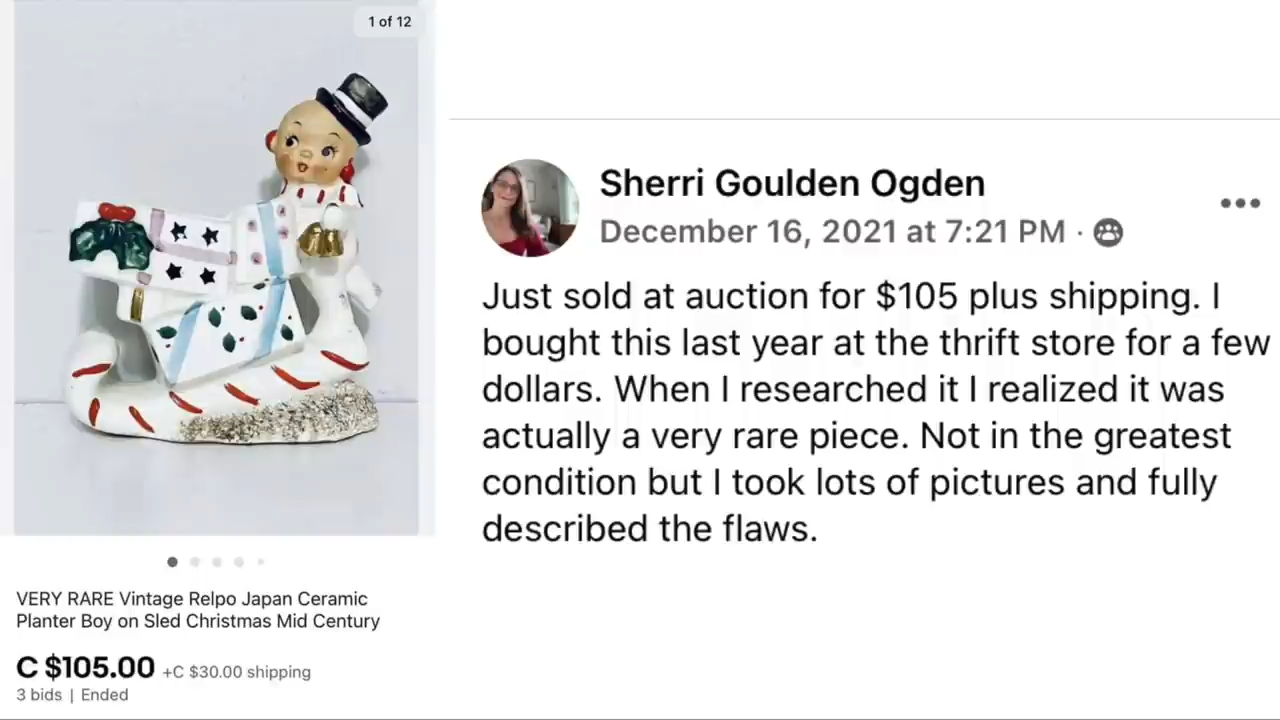 1 of 12
VERY RARE Vintage Relpo Japan Ceramic
Planter Boy on Sled Christmas Mid Century
C $105.00 +C $30.00 shipping
3 bids | Ended
Sherri Goulden Ogden
December 16, 2021 at 7:21 PM ·
Just sold at auction for $105 plus shipping. I
bought this last year at the thrift store for a few
dollars. When I researched it I realized it was
actually a very rare piece. Not in the greatest
condition but I took lots of pictures and fully
described the flaws.